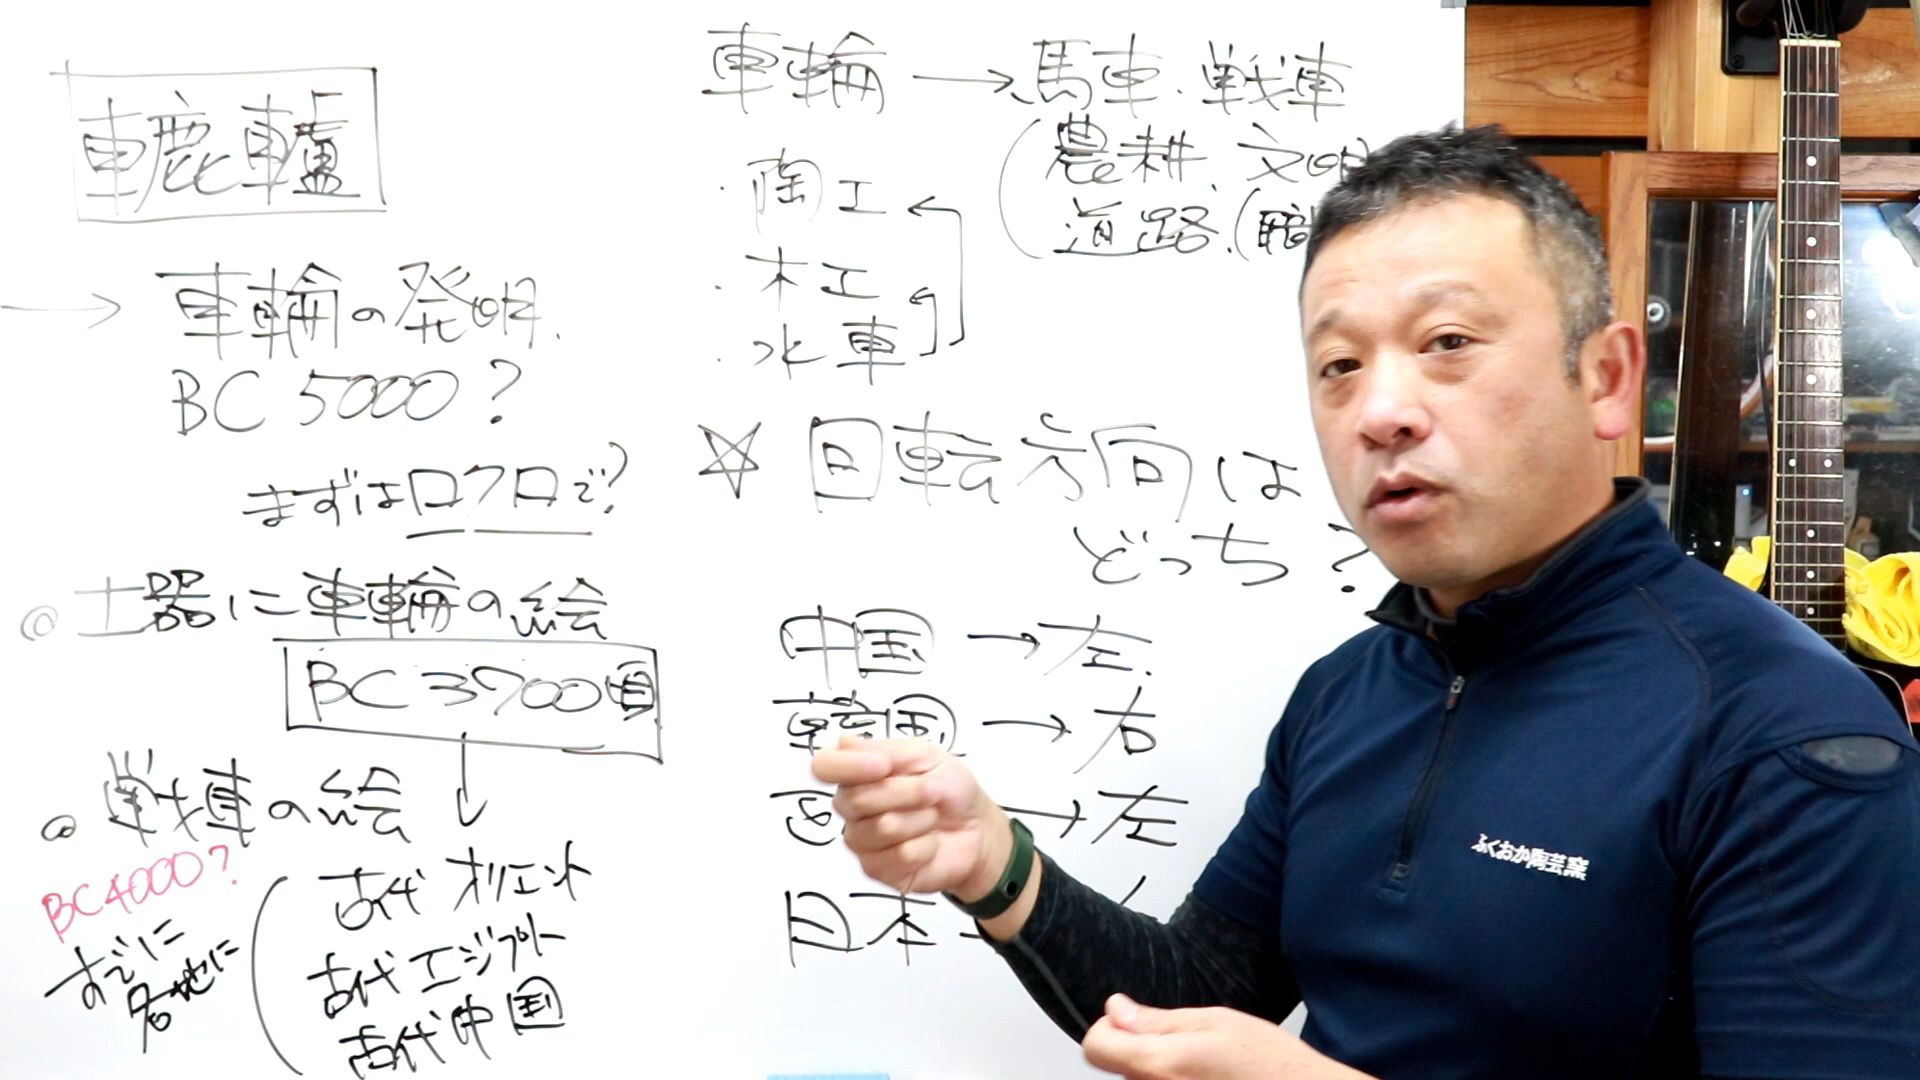 轆轤
→ 車輪の発明.
BC 5000?
まずはロクロで?
◎ 土器に車輪の絵
BC 3700頃
◎ 戦車の絵
BC4000?
すでに
各地に
古代 オリエント
古代 エジプト
古代 中国
車輪 → 馬車. 戦車
農耕. 文明
道路. (
・陶工
・木工
・水車
☆ 回転方向は
どっち?
中国 → 左.
韓国 → 右
→ 左
日本
ふくおか陶芸窯